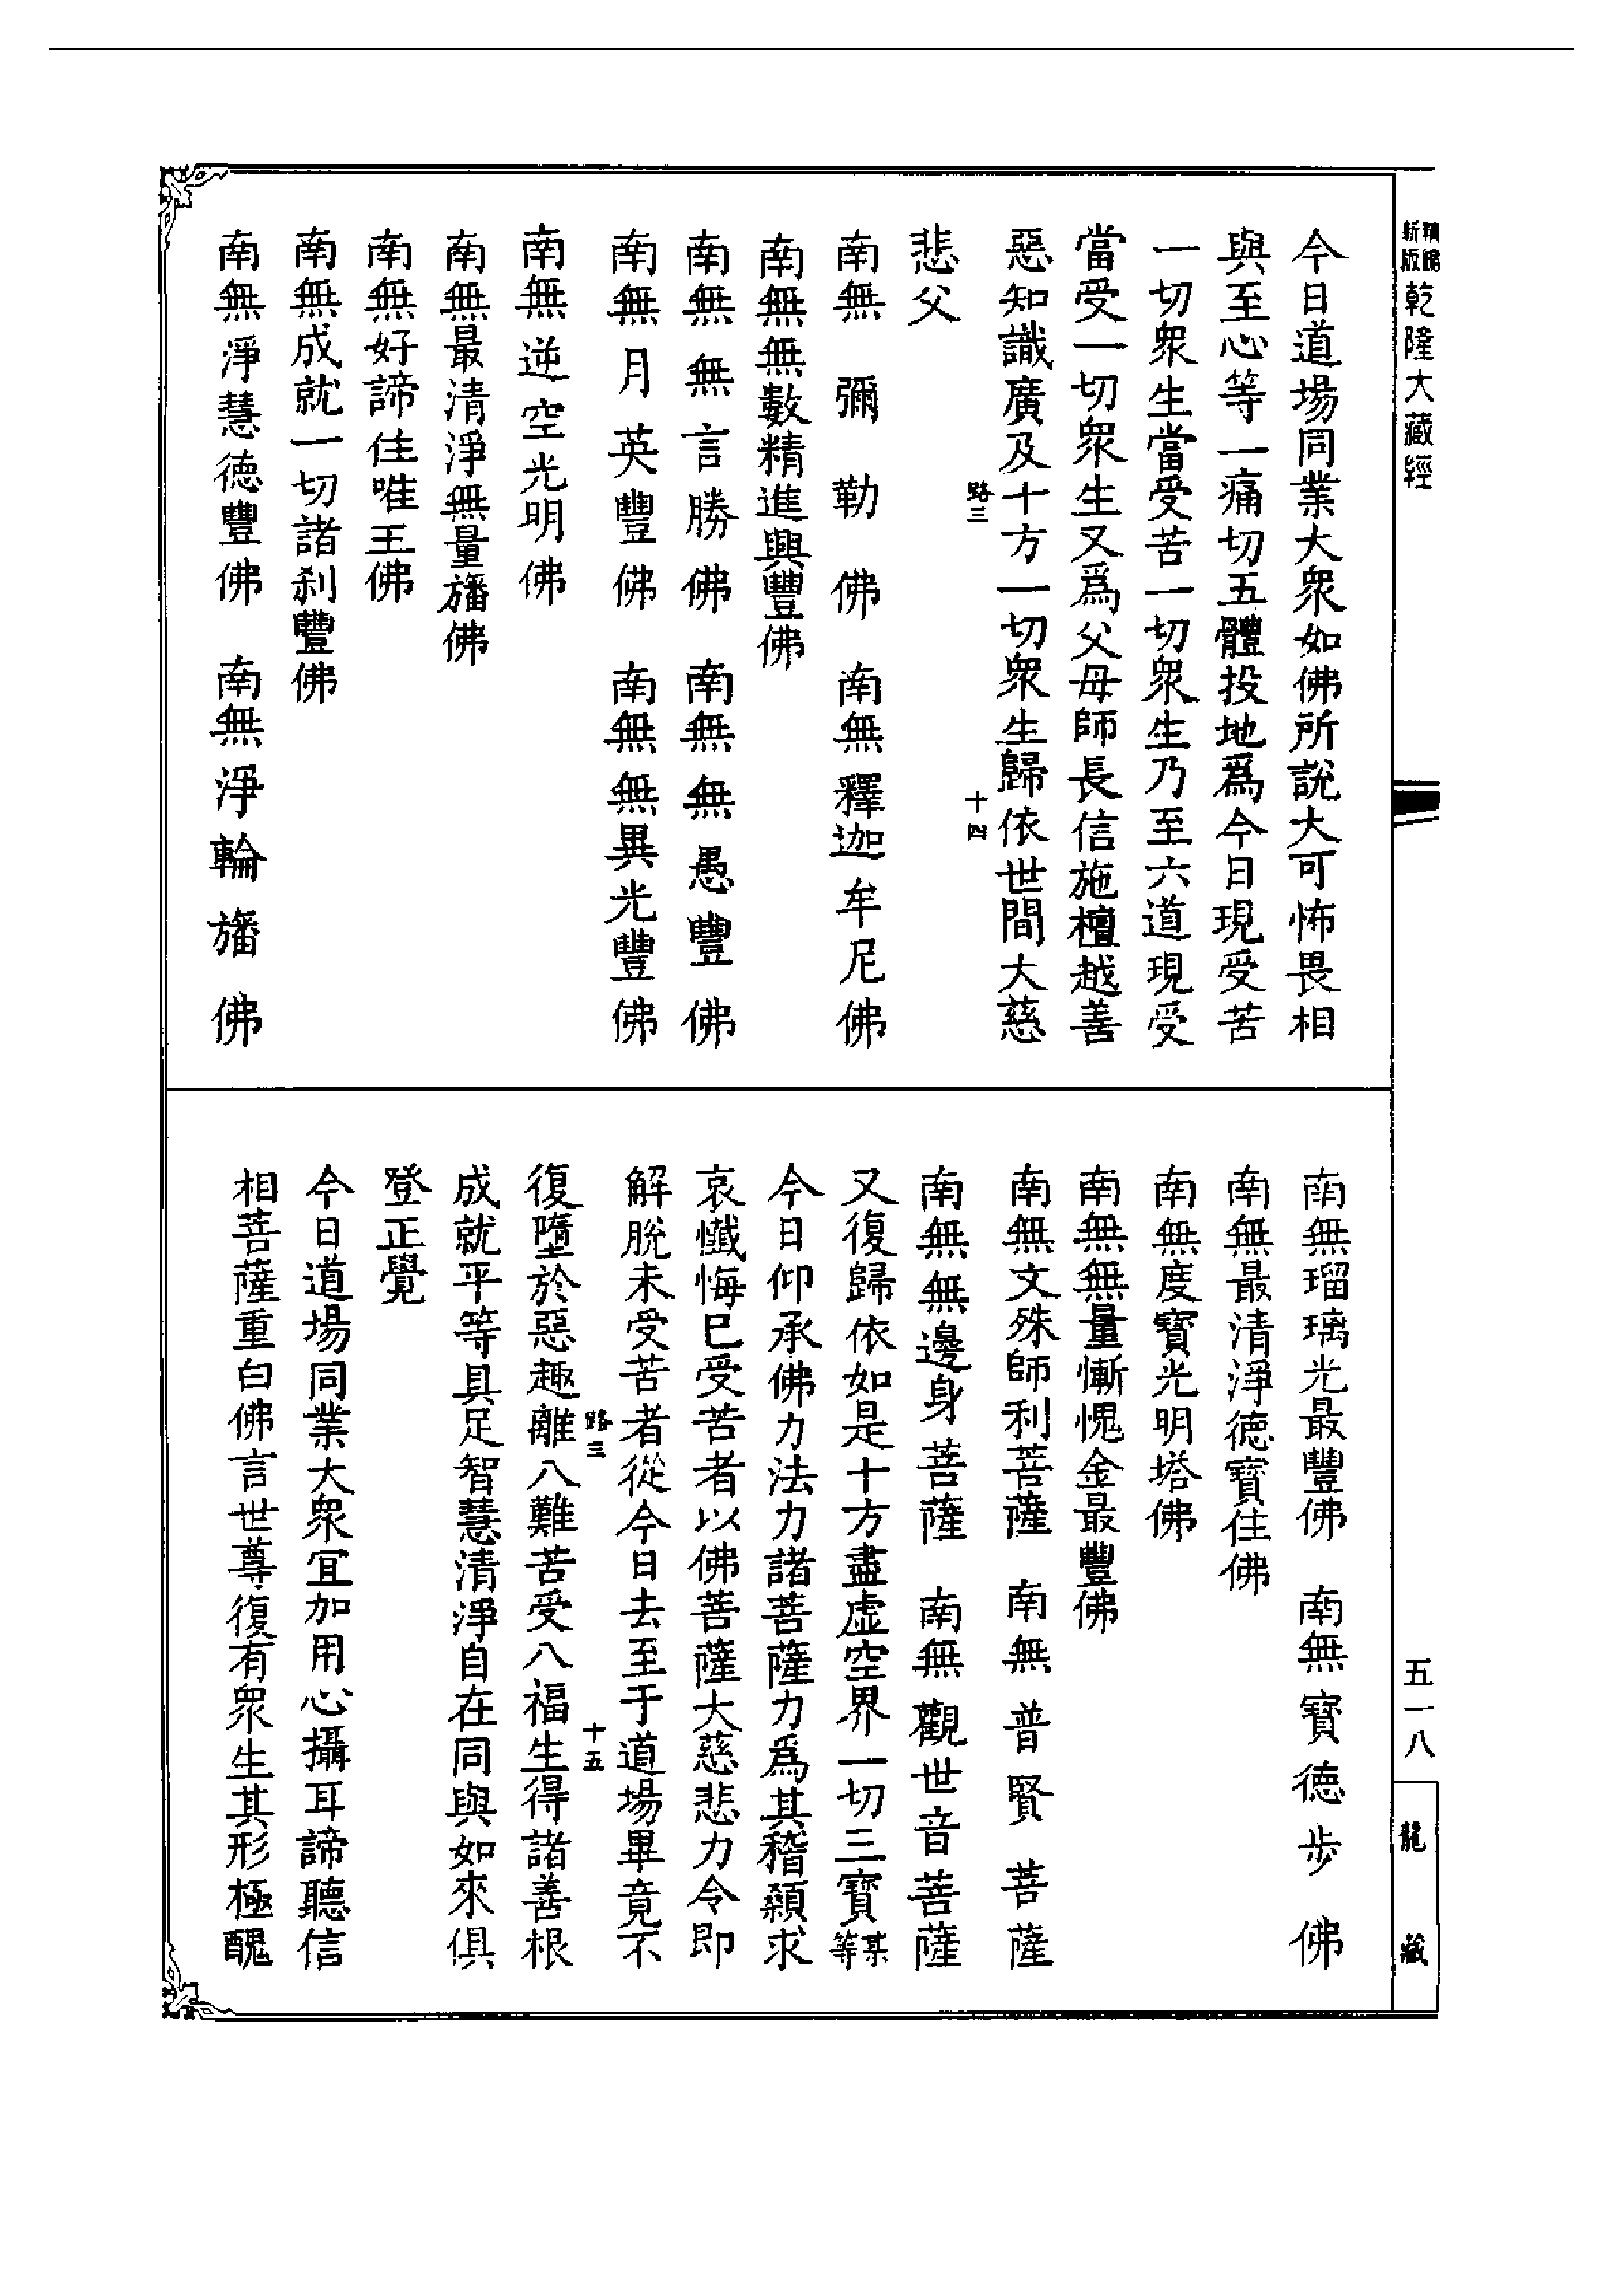 新版精縮乾隆大藏經
今日道場同業大衆如佛所說大可怖畏相
與至心等一痛切五體投地爲今日現受苦
一切衆生當受苦一切衆生乃至六道現受
當受一切衆生又爲父母師長信施檀越善
惡知識廣及十方一切衆生歸依世間大慈
路三 十四
悲父
南無彌勒佛 南無釋迦牟尼佛
南無無數精進興豐佛
南無無言勝佛 南無無愚豐佛
南無月英豐佛 南無無異光豐佛
南無逆空光明佛
南無最清淨無量旛佛
南無好諦住唯王佛
南無成就一切諸刹豐佛
南無淨慧德豐佛 南無淨輪旛佛
南無瑠璃光最豐佛 南無寳德步佛
南無最清淨德寳住佛
南無度寳光明塔佛
南無無量慚愧金最豐佛
南無文殊師利菩薩 南無普賢菩薩
南無無邊身菩薩 南無觀世音菩薩
又復歸依如是十方盡虛空界一切三寳某等
今日仰承佛力法力諸菩薩力爲其稽顙求
哀懺悔已受苦者以佛菩薩大慈悲力令即
解脫未受苦者從今日去至于道場畢竟不
路三 十五
復墮於惡趣離八難苦受八福生得諸善根
成就平等具足智慧清淨自在同與如來俱
登正覺
今日道場同業大衆宜加用心攝耳諦聽信
相菩薩重白佛言世尊復有衆生其形極醜
五一八
龍藏